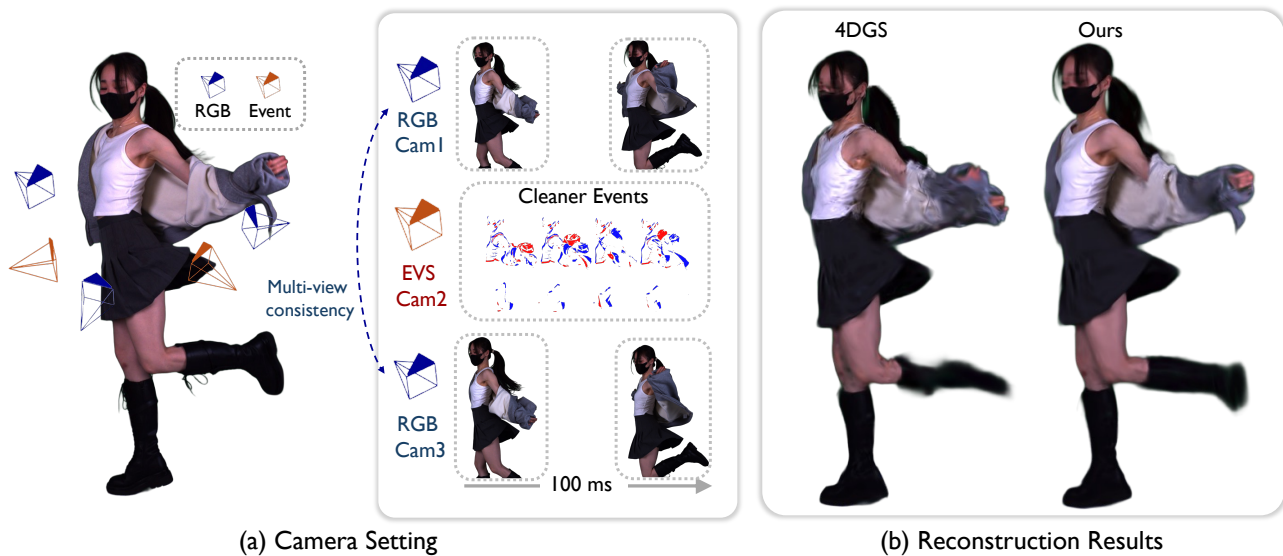 RGB
Event
Multi-view
consistency
RGB
Cam1
Cleaner Events
EVS
Cam2
RGB
Cam3
100 ms
(a) Camera Setting
4DGS
Ours
(b) Reconstruction Results